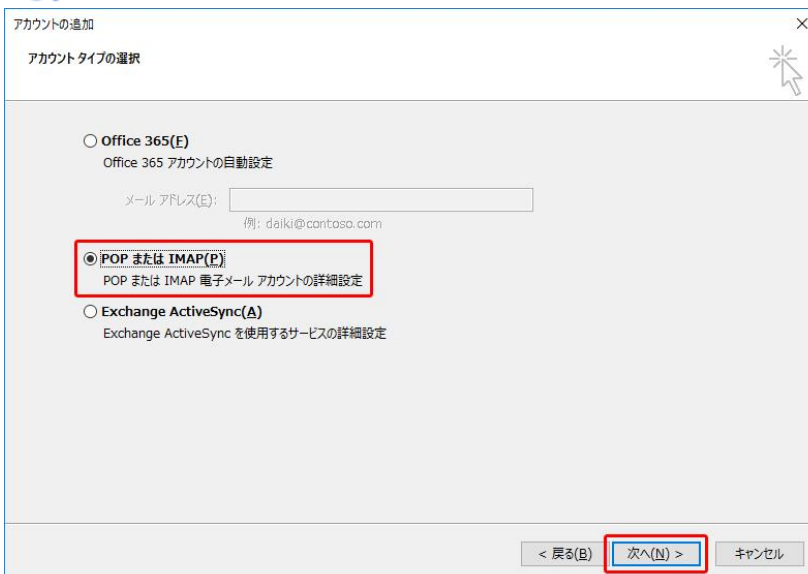 アカウントの追加
アカウント タイプの選択
Office 365(F)
Office 365 アカウントの自動設定
メール アドレス(E):
例: daiki@contoso.com
POP または IMAP(P)
POP または IMAP 電子メール アカウントの詳細設定
Exchange ActiveSync(A)
Exchange ActiveSync を使用するサービスの詳細設定
< 戻る(B) 次へ(N) > キャンセル